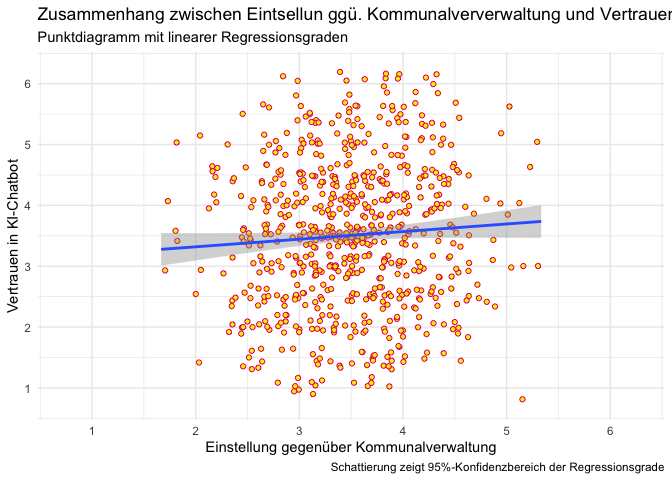 Zusammenhang zwischen Eintsellun ggü. Kommunalververwaltung und Vertrauen
Punktdiagramm mit linearer Regressionsgraden
Vertrauen in KI-Chatbot
6
5
4
3
2
1
1 2 3 4 5 6
Einstellung gegenüber Kommunalverwaltung
Schattierung zeigt 95%-Konfidenzbereich der Regressionsgrade